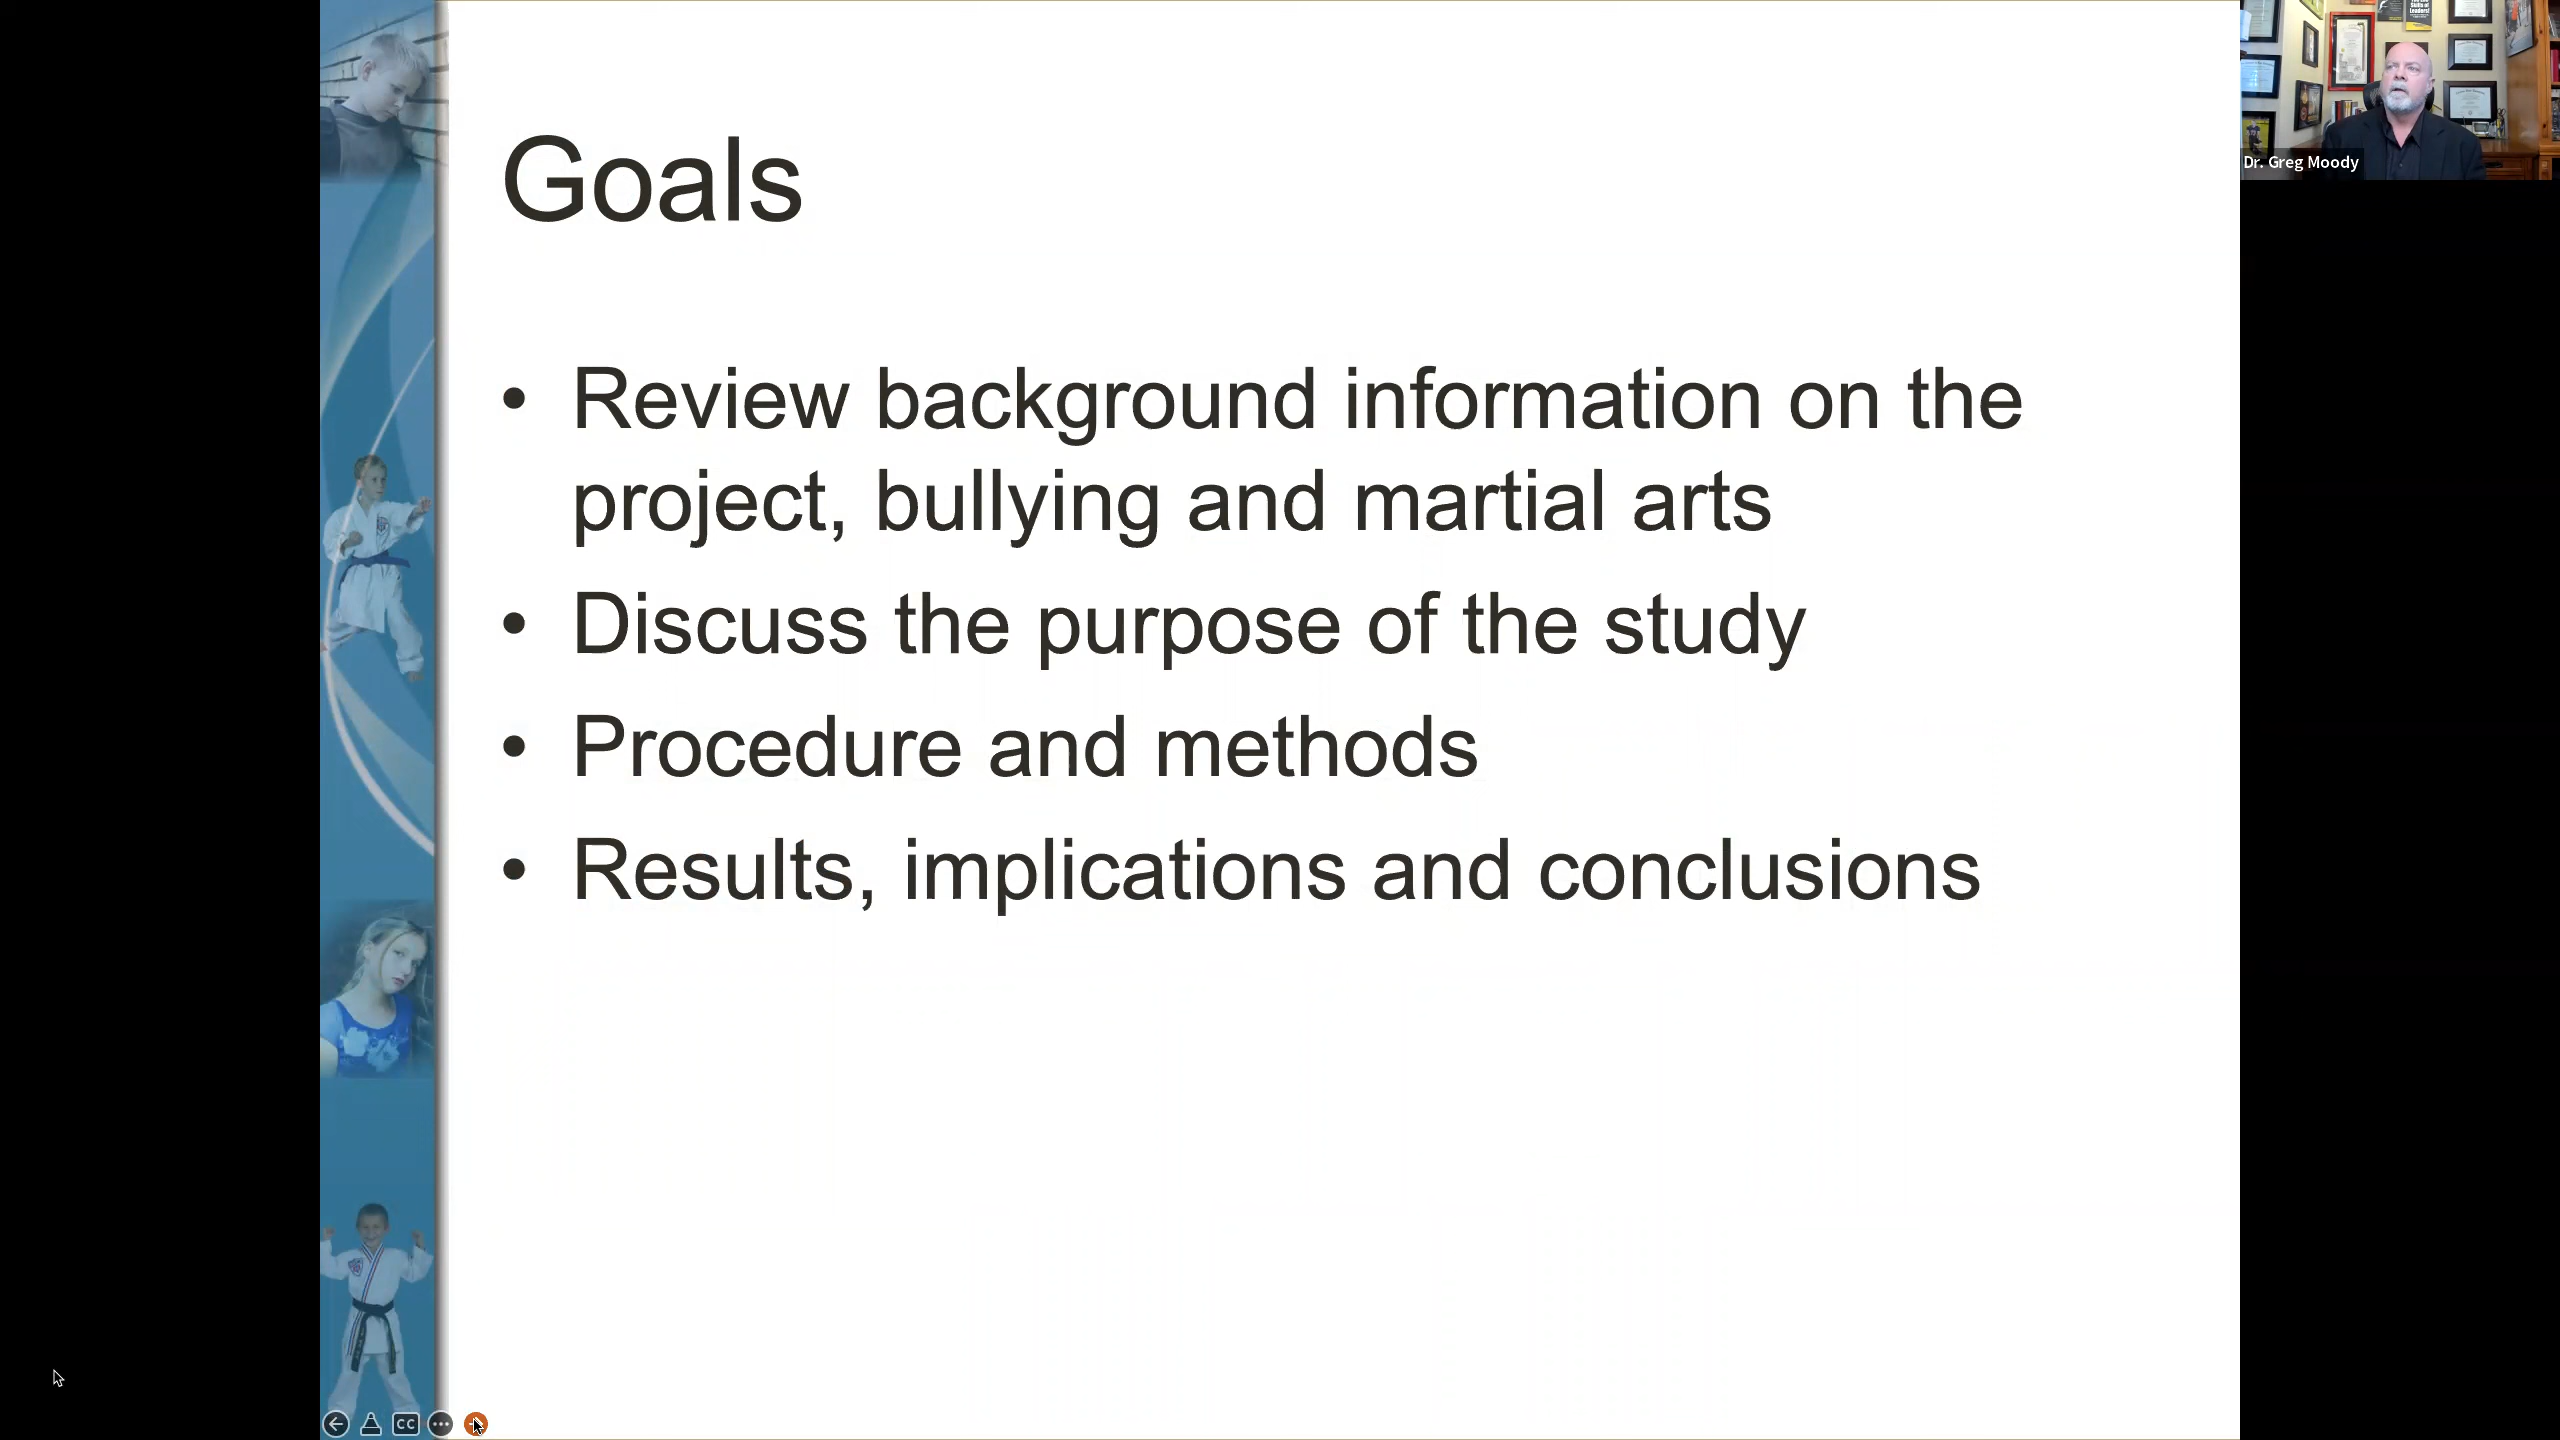 Goals
• Review background information on the
project, bullying and martial arts
• Discuss the purpose of the study
• Procedure and methods
• Results, implications and conclusions
Dr. Greg Moody
CC